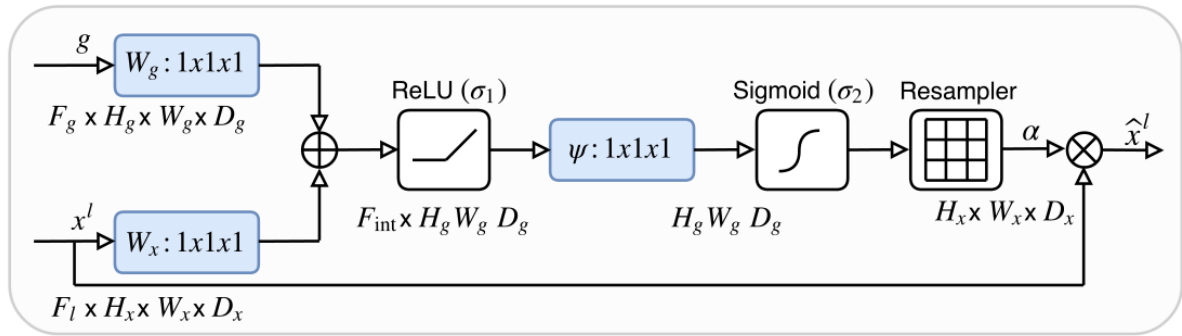 g
W_g : 1x1x1
F_g x H_g x W_g x D_g
x^l
W_x : 1x1x1
F_l x H_x x W_x x D_x
ReLU (σ_1)
F_int x H_g W_g D_g
ψ : 1x1x1
H_g W_g D_g
Sigmoid (σ_2)
Resampler
α
H_x x W_x x D_x
x̂^l